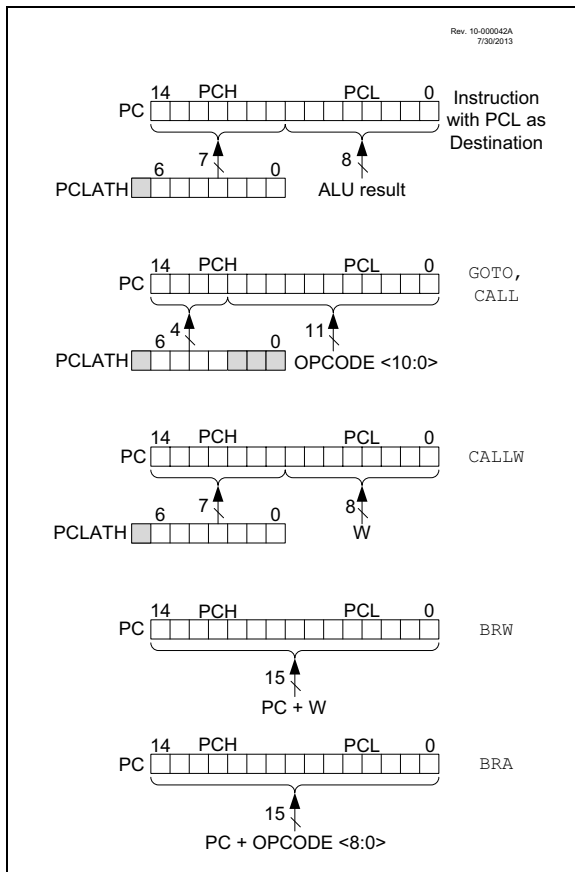 Rev. 10-000042A
7/30/2013
14 PCH PCL 0
PC
Instruction
with PCL as
Destination
7 8
6 0
PCLATH
ALU result
14 PCH PCL 0
PC
GOTO,
CALL
4 11
6 0
PCLATH
OPCODE <10:0>
14 PCH PCL 0
PC
CALLW
7 8
6 0
PCLATH
W
14 PCH PCL 0
PC
BRW
15
PC + W
14 PCH PCL 0
PC
BRA
15
PC + OPCODE <8:0>